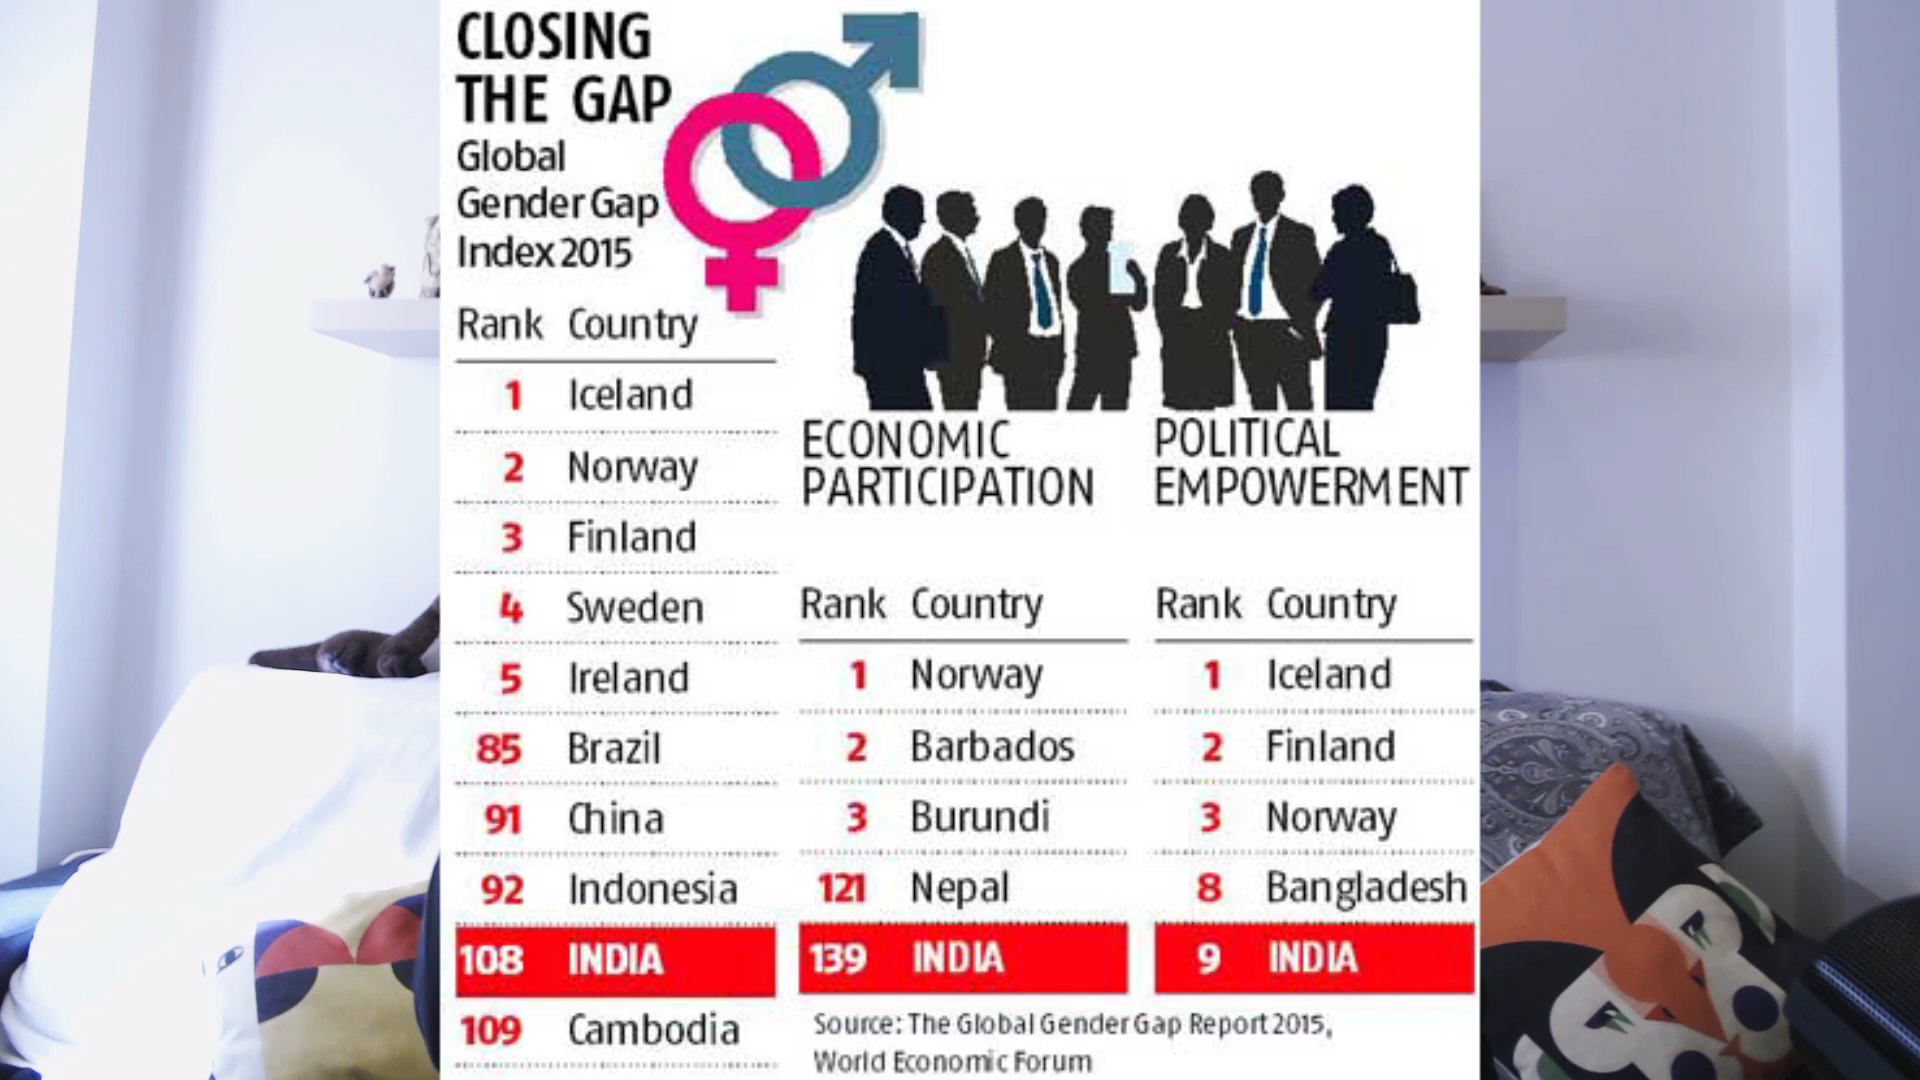 CLOSING
THE GAP
Global
Gender Gap
Index 2015
Rank Country
1 Iceland
2 Norway
3 Finland
4 Sweden
5 Ireland
85 Brazil
91 China
92 Indonesia
108 INDIA
109 Cambodia
ECONOMIC
PARTICIPATION
Rank Country
1 Norway
2 Barbados
3 Burundi
121 Nepal
139 INDIA
POLITICAL
EMPOWERMENT
Rank Country
1 Iceland
2 Finland
3 Norway
8 Bangladesh
9 INDIA
Source: The Global Gender Gap Report 2015,
World Economic Forum